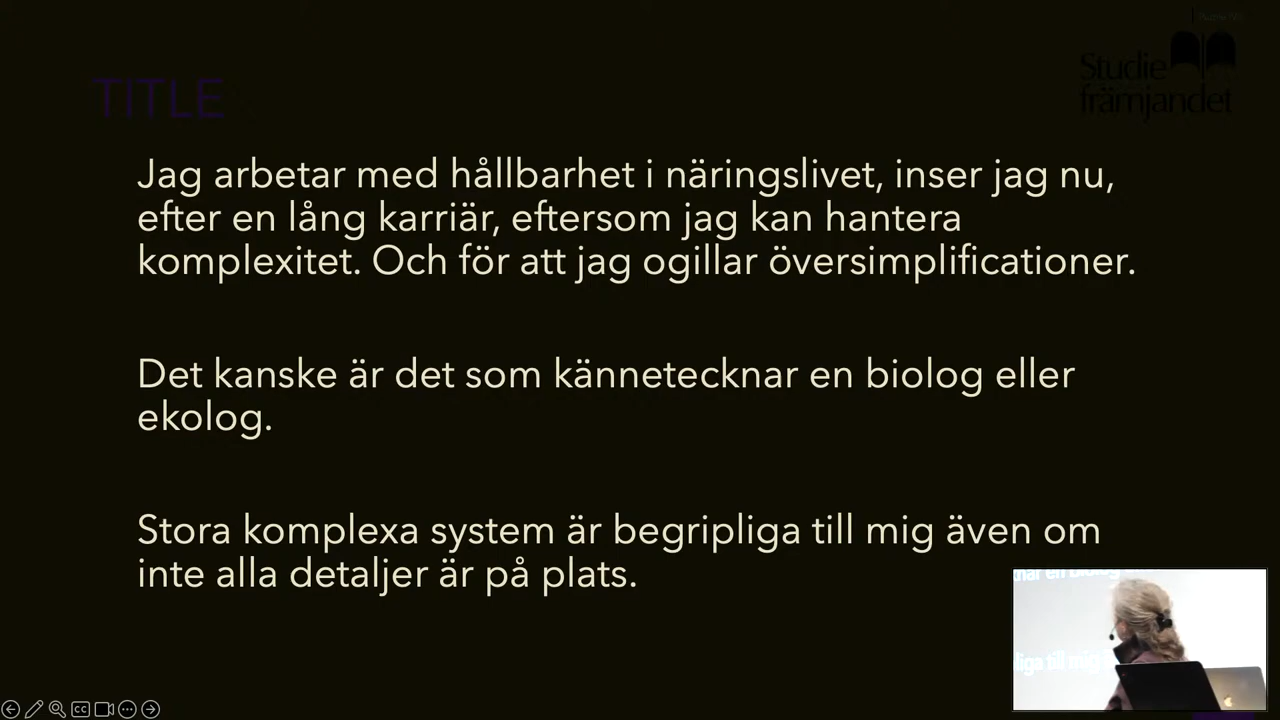 TITLE
Studie
främjandet
Jag arbetar med hållbarhet i näringslivet, inser jag nu,
efter en lång karriär, eftersom jag kan hantera
komplexitet. Och för att jag ogillar översimplificationer.
Det kanske är det som kännetecknar en biolog eller
ekolog.
Stora komplexa system är begripliga till mig även om
inte alla detaljer är på plats.
CC